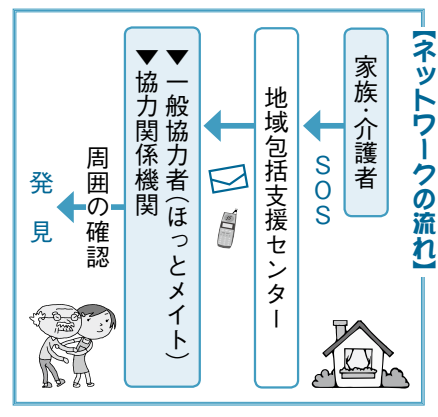 【ネットワークの流れ】
家族・介護者
SOS
地域包括支援センター
▼一般協力者(ほっとメイト)
▼協力関係機関
周囲の確認
発見